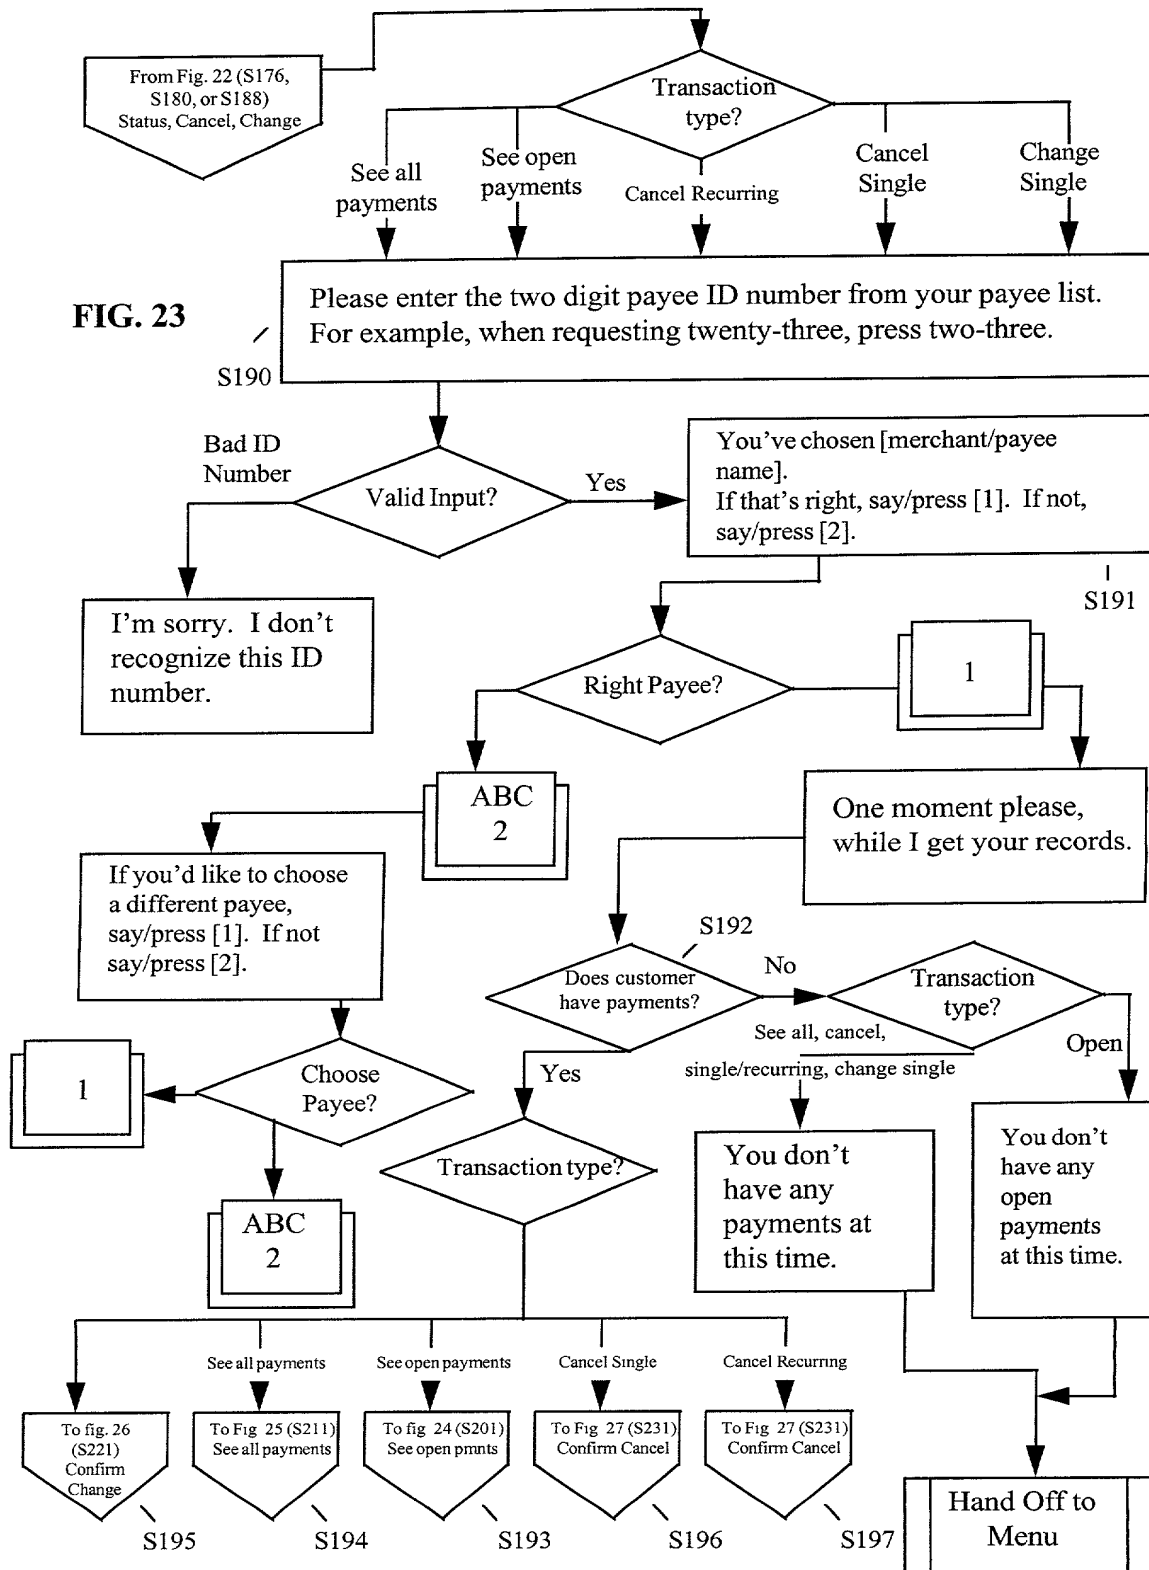 From Fig. 22 (S176,
S180, or S188)
Status, Cancel, Change
Transaction
type?
See all
payments
See open
payments
Cancel Recurring
Cancel
Single
Change
Single
FIG. 23
Please enter the two digit payee ID number from your payee list.
For example, when requesting twenty-three, press two-three.
S190
Bad ID
Number
Valid Input?
Yes
You've chosen [merchant/payee
name].
If that's right, say/press [1].  If not,
say/press [2].
S191
I'm sorry.  I don't
recognize this ID
number.
Right Payee?
1
ABC
2
One moment please,
while I get your records.
If you'd like to choose
a different payee,
say/press [1].  If not
say/press [2].
S192
Does customer
have payments?
No
Transaction
type?
See all, cancel,
single/recurring, change single
Open
Yes
Choose
Payee?
1
ABC
2
Transaction type?
You don't
have any
payments at
this time.
You don't
have any
open
payments
at this time.
See all payments
See open payments
Cancel Single
Cancel Recurring
To fig. 26
(S221)
Confirm
Change
To Fig 25 (S211)
See all payments
To fig 24 (S201)
See open pmnts
To Fig 27 (S231)
Confirm Cancel
To Fig 27 (S231)
Confirm Cancel
S195
S194
S193
S196
S197
Hand Off to
Menu